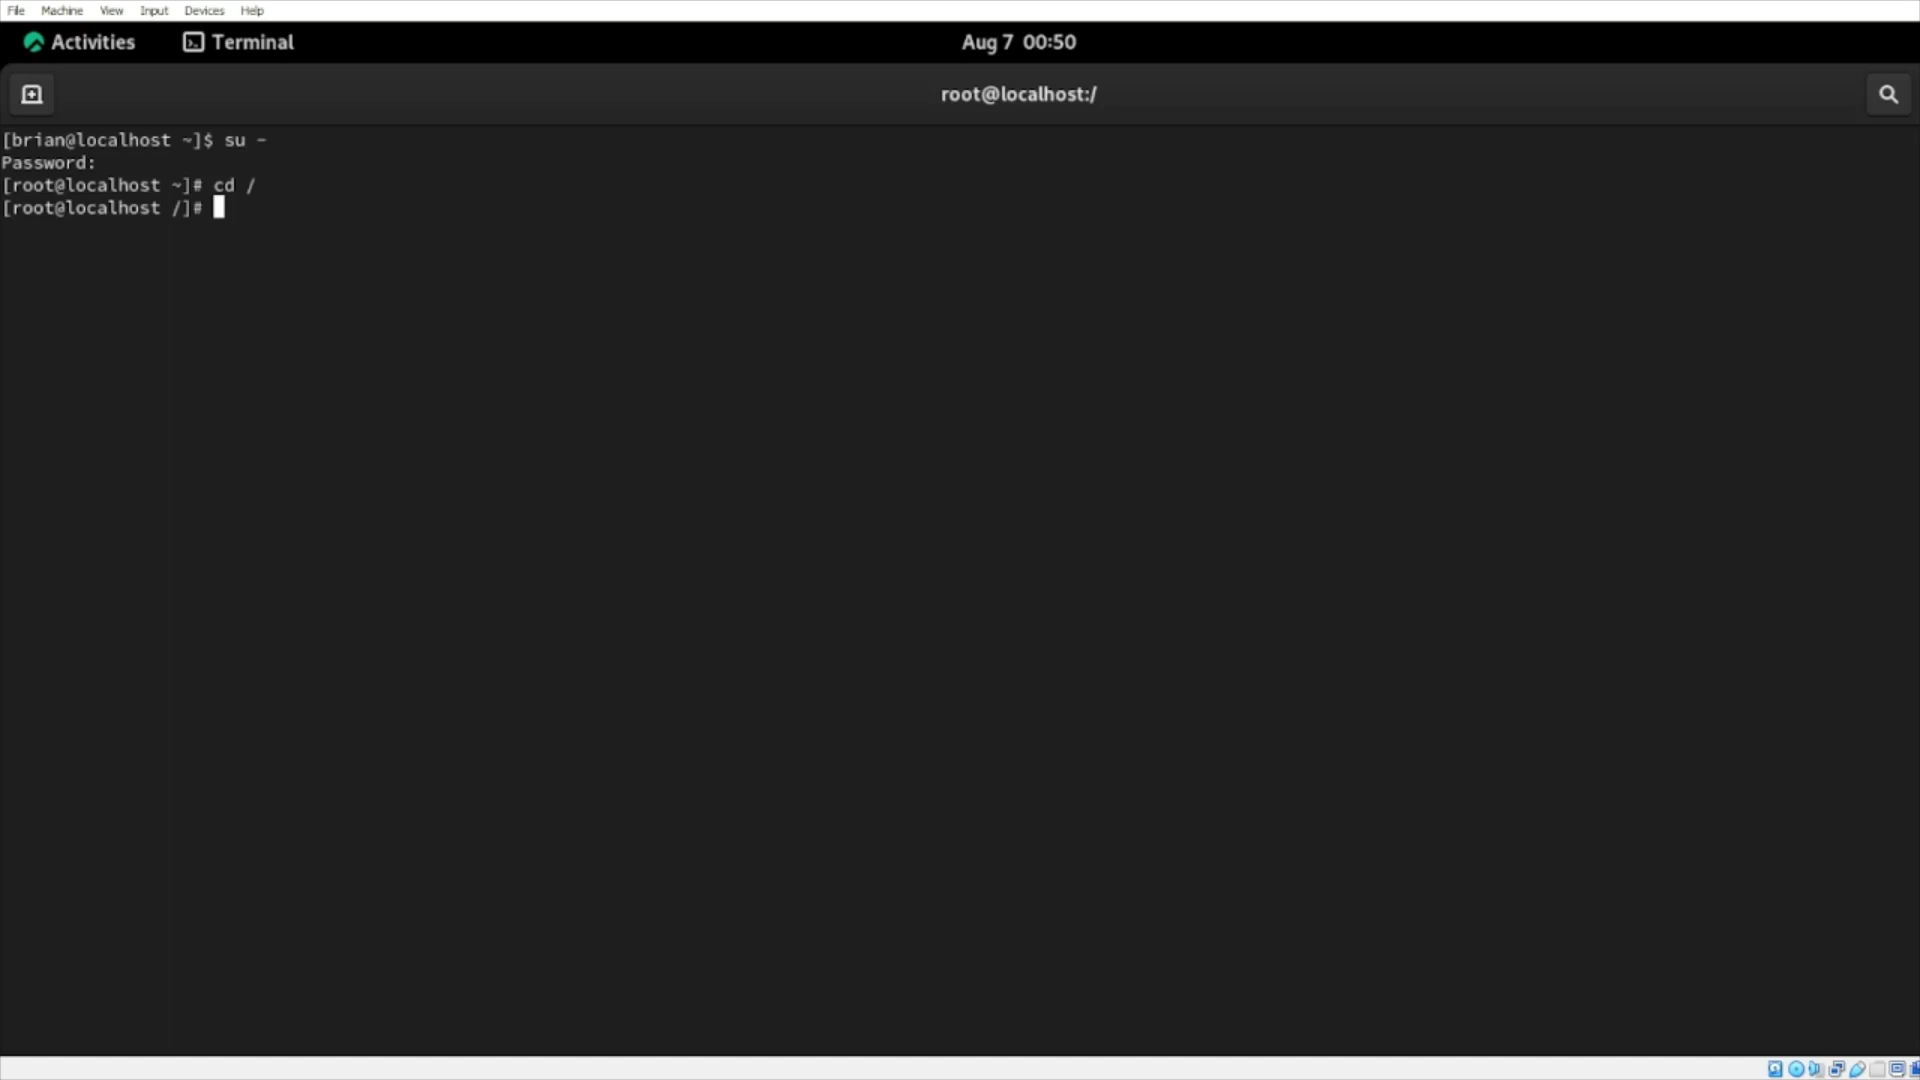 File Machine View Input Devices Help
Activities Terminal Aug 7 00:50
root@localhost:/
[brian@localhost ~]$ su -
Password:
[root@localhost ~]# cd /
[root@localhost /]#